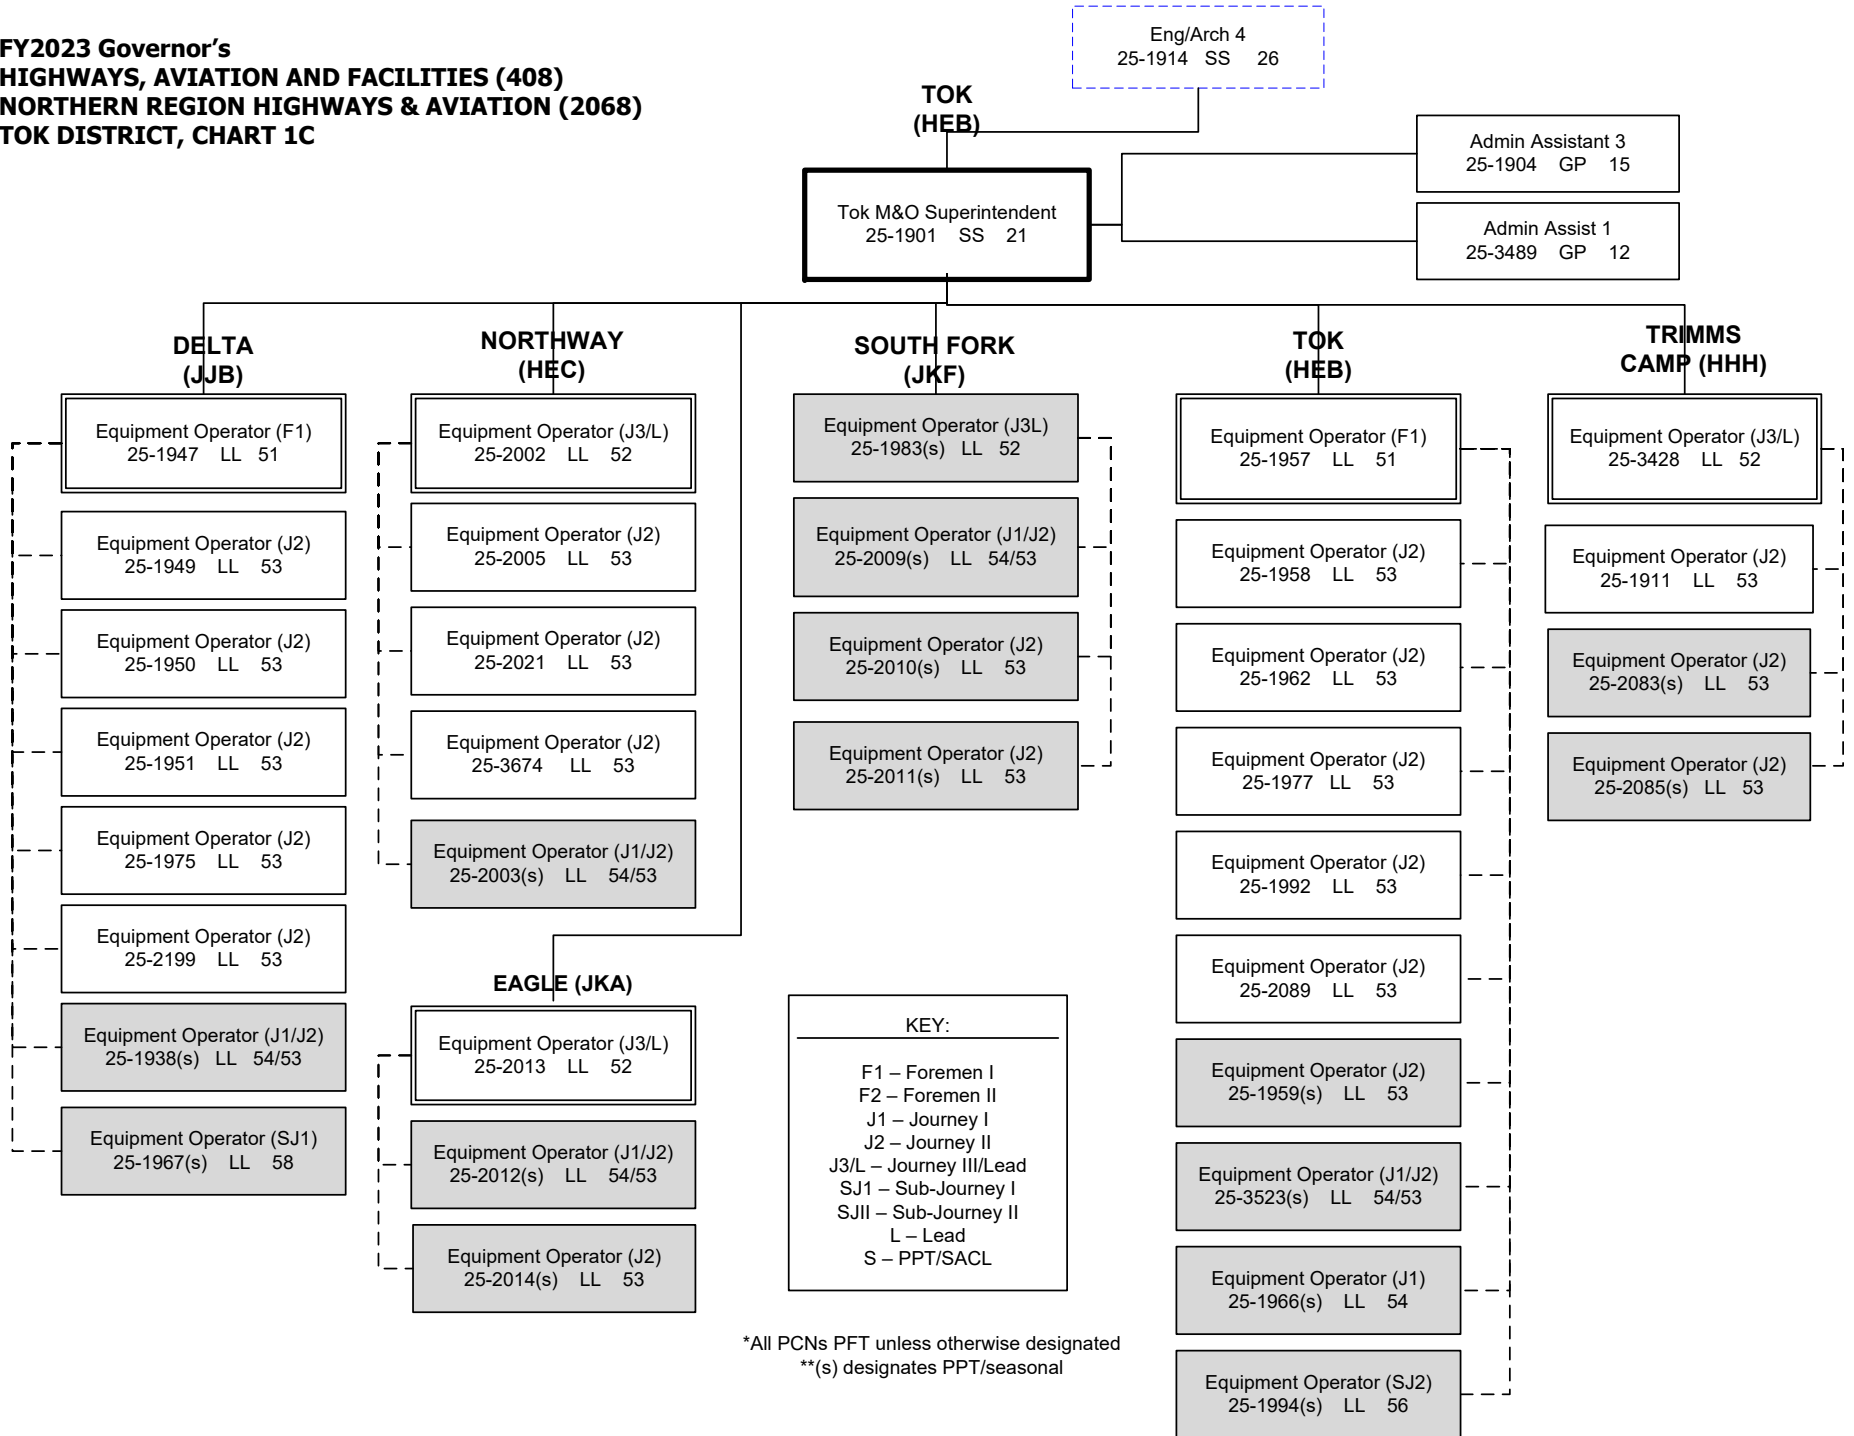 FY2023 Governor’s
HIGHWAYS, AVIATION AND FACILITIES (408)
NORTHERN REGION HIGHWAYS & AVIATION (2068)
TOK DISTRICT, CHART 1C
Eng/Arch 4
25-1914 SS 26
TOK
(HEB)
Tok M&O Superintendent
25-1901 SS 21
Admin Assistant 3
25-1904 GP 15
Admin Assist 1
25-3489 GP 12
DELTA
(JJB)
Equipment Operator (F1)
25-1947 LL 51
Equipment Operator (J2)
25-1949 LL 53
Equipment Operator (J2)
25-1950 LL 53
Equipment Operator (J2)
25-1951 LL 53
Equipment Operator (J2)
25-1975 LL 53
Equipment Operator (J2)
25-2199 LL 53
Equipment Operator (J1/J2)
25-1938(s) LL 54/53
Equipment Operator (SJ1)
25-1967(s) LL 58
NORTHWAY
(HEC)
Equipment Operator (J3/L)
25-2002 LL 52
Equipment Operator (J2)
25-2005 LL 53
Equipment Operator (J2)
25-2021 LL 53
Equipment Operator (J2)
25-3674 LL 53
Equipment Operator (J1/J2)
25-2003(s) LL 54/53
EAGLE (JKA)
Equipment Operator (J3/L)
25-2013 LL 52
Equipment Operator (J1/J2)
25-2012(s) LL 54/53
Equipment Operator (J2)
25-2014(s) LL 53
SOUTH FORK
(JKF)
Equipment Operator (J3L)
25-1983(s) LL 52
Equipment Operator (J1/J2)
25-2009(s) LL 54/53
Equipment Operator (J2)
25-2010(s) LL 53
Equipment Operator (J2)
25-2011(s) LL 53
KEY:
F1 – Foremen I
F2 – Foremen II
J1 – Journey I
J2 – Journey II
J3/L – Journey III/Lead
SJ1 – Sub-Journey I
SJII – Sub-Journey II
L – Lead
S – PPT/SACL
*All PCNs PFT unless otherwise designated
**(s) designates PPT/seasonal
TOK
(HEB)
Equipment Operator (F1)
25-1957 LL 51
Equipment Operator (J2)
25-1958 LL 53
Equipment Operator (J2)
25-1962 LL 53
Equipment Operator (J2)
25-1977 LL 53
Equipment Operator (J2)
25-1992 LL 53
Equipment Operator (J2)
25-2089 LL 53
Equipment Operator (J2)
25-1959(s) LL 53
Equipment Operator (J1/J2)
25-3523(s) LL 54/53
Equipment Operator (J1)
25-1966(s) LL 54
Equipment Operator (SJ2)
25-1994(s) LL 56
TRIMMS
CAMP (HHH)
Equipment Operator (J3/L)
25-3428 LL 52
Equipment Operator (J2)
25-1911 LL 53
Equipment Operator (J2)
25-2083(s) LL 53
Equipment Operator (J2)
25-2085(s) LL 53